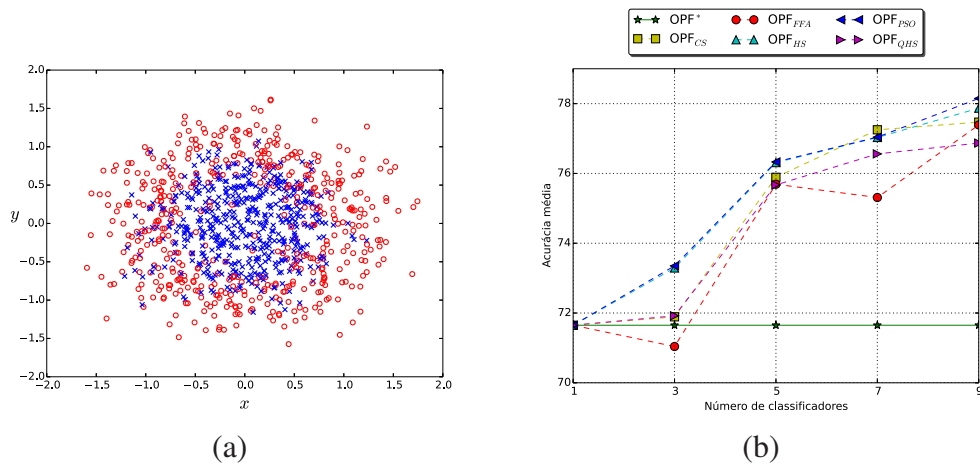 OPF* OPF_FFA OPF_PSO
OPF_CS OPF_HS OPF_QHS
2.0
1.5
1.0
0.5
0.0
−0.5
−1.0
−1.5
−2.0
y
−2.0 −1.5 −1.0 −0.5 0.0 0.5 1.0 1.5 2.0
x
(a)
78
76
74
72
70
Acurácia média
1 3 5 7 9
Número de classificadores
(b)